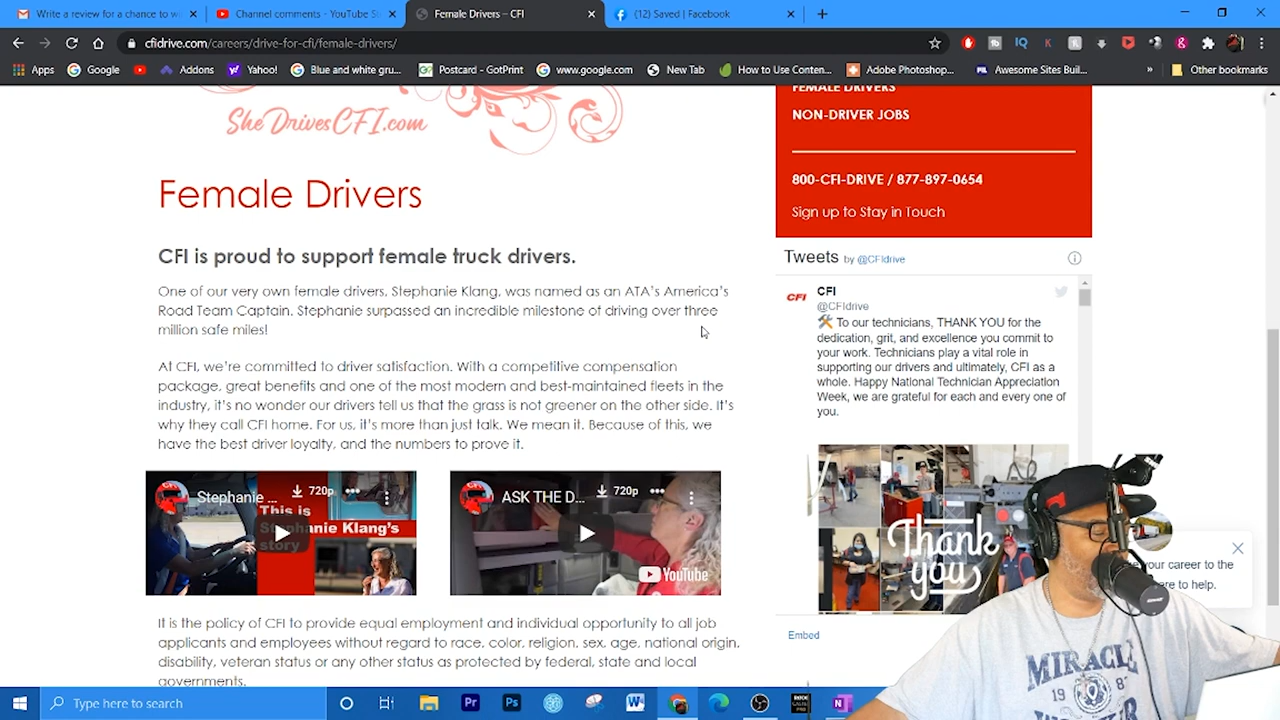 Write a review for a chance to w
Channel comments - YouTube S
Female Drivers – CFI
(12) Saved | Facebook
cfidrive.com/careers/drive-for-cfi/female-drivers/
Apps
Google
Addons
Yahoo!
Blue and white gru...
Postcard - GotPrint
www.google.com
New Tab
How to Use Conten...
Adobe Photoshop...
Awesome Sites Buil...
Other bookmarks
SheDrivesCFI.com
Female Drivers
CFI is proud to support female truck drivers.
One of our very own female drivers, Stephanie Klang, was named as an ATA's America's
Road Team Captain. Stephanie surpassed an incredible milestone of driving over three
million safe miles!
At CFI, we're committed to driver satisfaction. With a competitive compensation
package, great benefits and one of the most modern and best-maintained fleets in the
industry, it's no wonder our drivers tell us that the grass is not greener on the other side. It's
why they call CFI home. For us, it's more than just talk. We mean it. Because of this, we
have the best driver loyalty, and the numbers to prove it.
Stephanie ...
720p
This is
Stephanie Klang's
story
ASK THE D...
720p
YouTube
It is the policy of CFI to provide equal employment and individual opportunity to all job
applicants and employees without regard to race, color, religion, sex, age, national origin,
disability, veteran status or any other status as protected by federal, state and local
governments.
FEMALE DRIVERS
NON-DRIVER JOBS
800-CFI-DRIVE / 877-897-0654
Sign up to Stay in Touch
Tweets by @CFIdrive
CFI
CFI
@CFIdrive
To our technicians, THANK YOU for the
dedication, grit, and excellence you commit to
your work. Technicians play a vital role in
supporting our drivers and ultimately, CFI as a
whole. Happy National Technician Appreciation
Week, we are grateful for each and every one of
you.
Thank
you
Embed
your career to the
here to help.
MIRACLE
WHIP
Type here to search